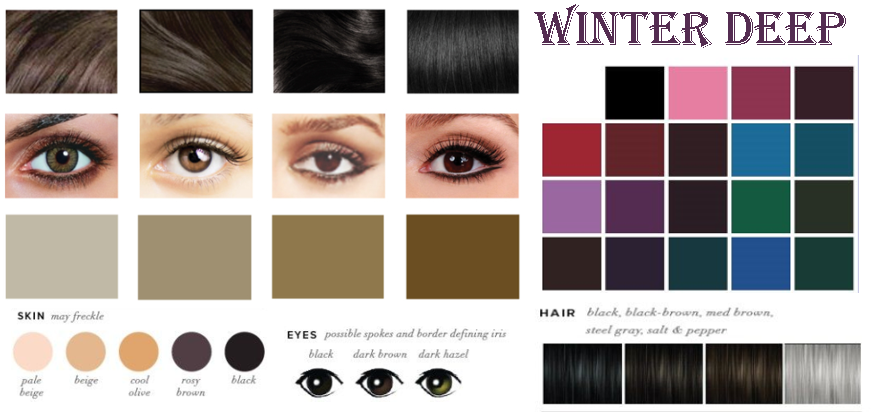 WINTER DEEP
SKIN may freckle
pale
beige
beige
cool
olive
rosy
brown
black
EYES possible spokes and border defining iris
black dark brown dark hazel
HAIR black, black-brown, med brown,
steel gray, salt & pepper